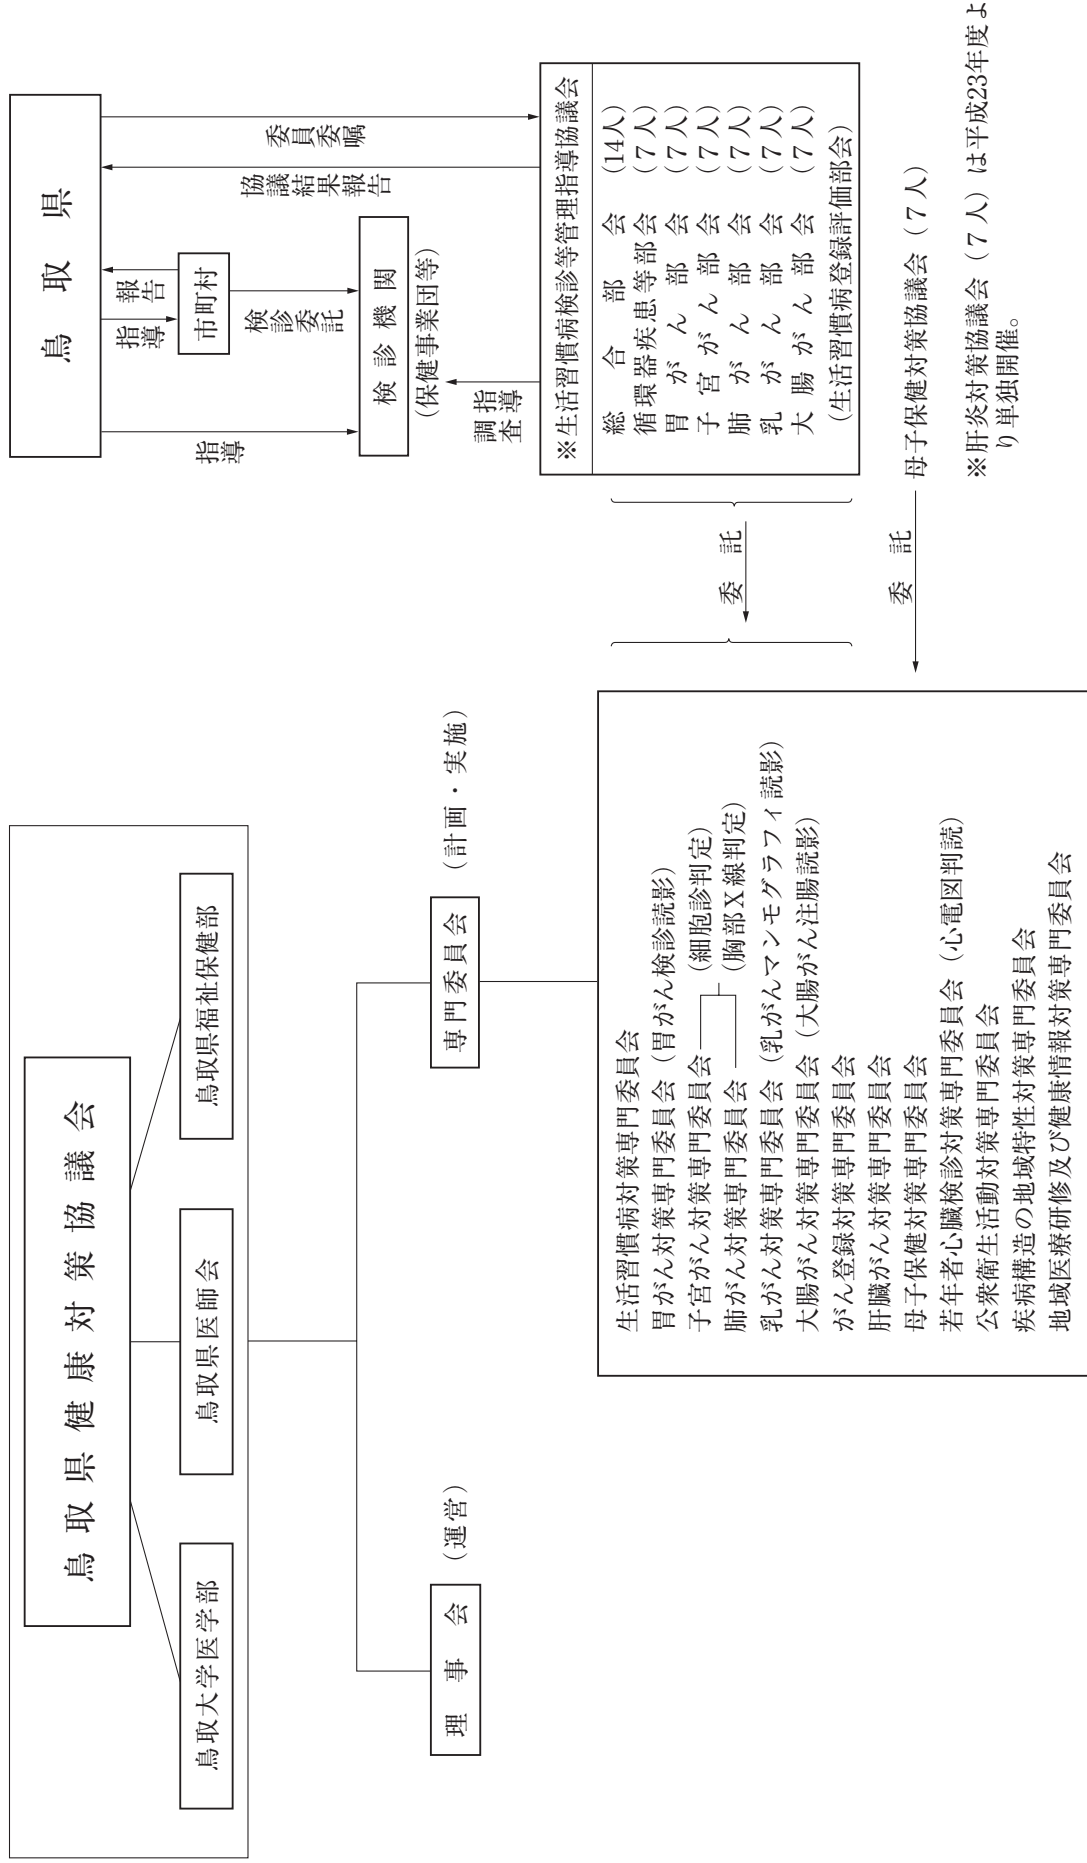 鳥取県健康対策協議会
鳥取大学医学部
鳥取県医師会
鳥取県福祉保健部
理事会
(運営)
専門委員会
(計画・実施)
生活習慣病対策専門委員会
胃がん対策専門委員会(胃がん検診読影)
子宮がん対策専門委員会
(細胞診判定)
肺がん対策専門委員会
(胸部X線判定)
乳がん対策専門委員会(乳がんマンモグラフィ読影)
大腸がん対策専門委員会(大腸がん注腸読影)
がん登録対策専門委員会
肝臓がん対策専門委員会
母子保健対策専門委員会
若年者心臓検診対策専門委員会(心電図判読)
公衆衛生活動対策専門委員会
疾病構造の地域特性対策専門委員会
地域医療研修及び健康情報対策専門委員会
鳥取県
指導
指導
報告
市町村
検診委託
検診機関
(保健事業団等)
協議結果報告
委員委嘱
調査
指導
※生活習慣病検診等管理指導協議会
総合部会(14人)
循環器疾患等部会(7人)
胃がん部会(7人)
子宮がん部会(7人)
肺がん部会(7人)
乳がん部会(7人)
大腸がん部会(7人)
(生活習慣病登録評価部会)
委託
委託
母子保健対策協議会(7人)
※肝炎対策協議会(7人)は平成23年度よ
り単独開催。